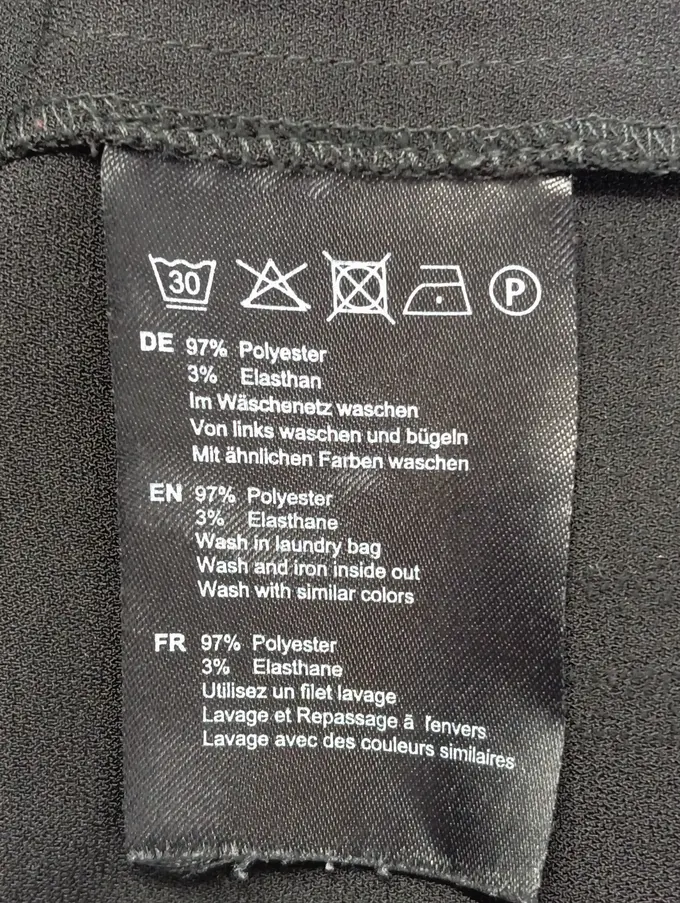 30 P
DE 97% Polyester
3% Elasthan
Im Wäschenetz waschen
Von links waschen und bügeln
Mit ähnlichen Farben waschen
EN 97% Polyester
3% Elasthane
Wash in laundry bag
Wash and iron inside out
Wash with similar colors
FR 97% Polyester
3% Elasthane
Utilisez un filet lavage
Lavage et Repassage à l'envers
Lavage avec des couleurs similaires